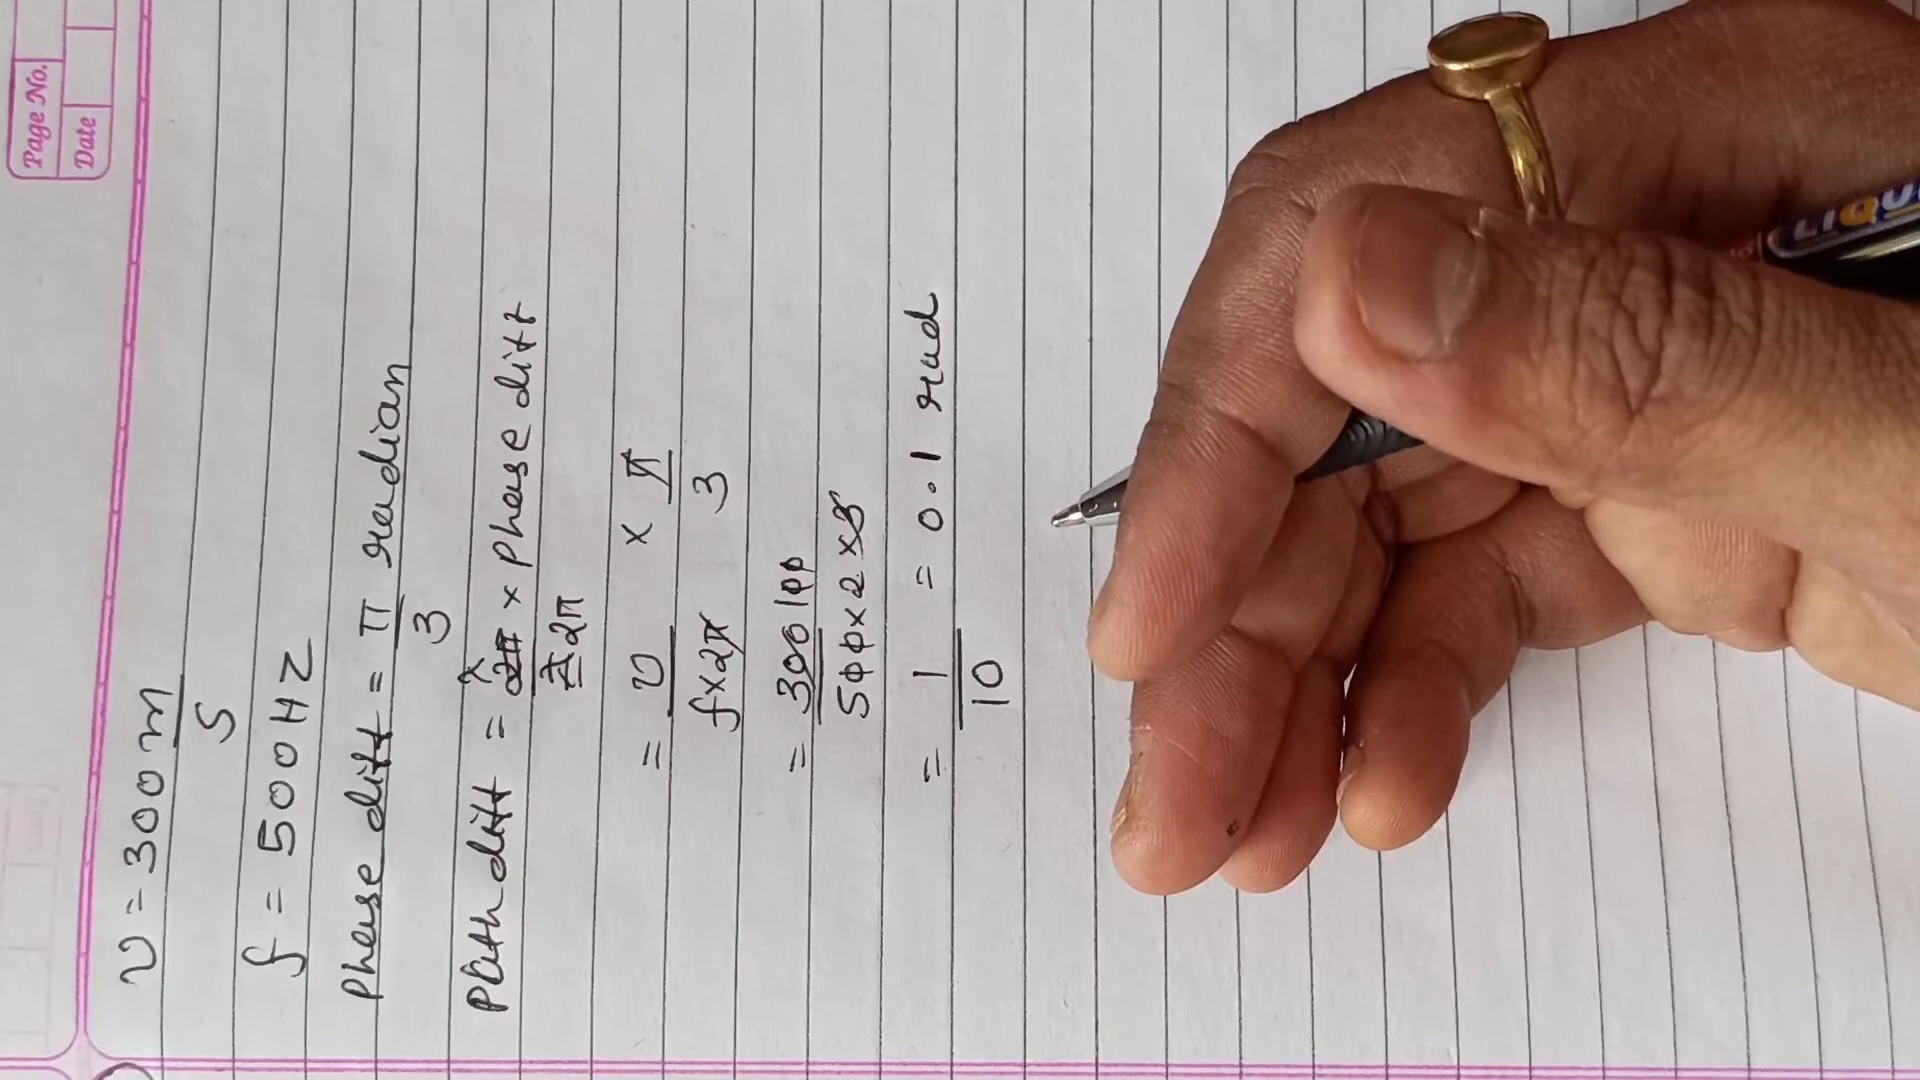 Page No.
Date
v = 300 m
s
f = 500 HZ
Phase diff = π radian
3
Path diff = λ × Phase diff
2π
= v × π
f×2π 3
= 300 100
500×2×3
= 1 = 0.1 rad
10
LIQU